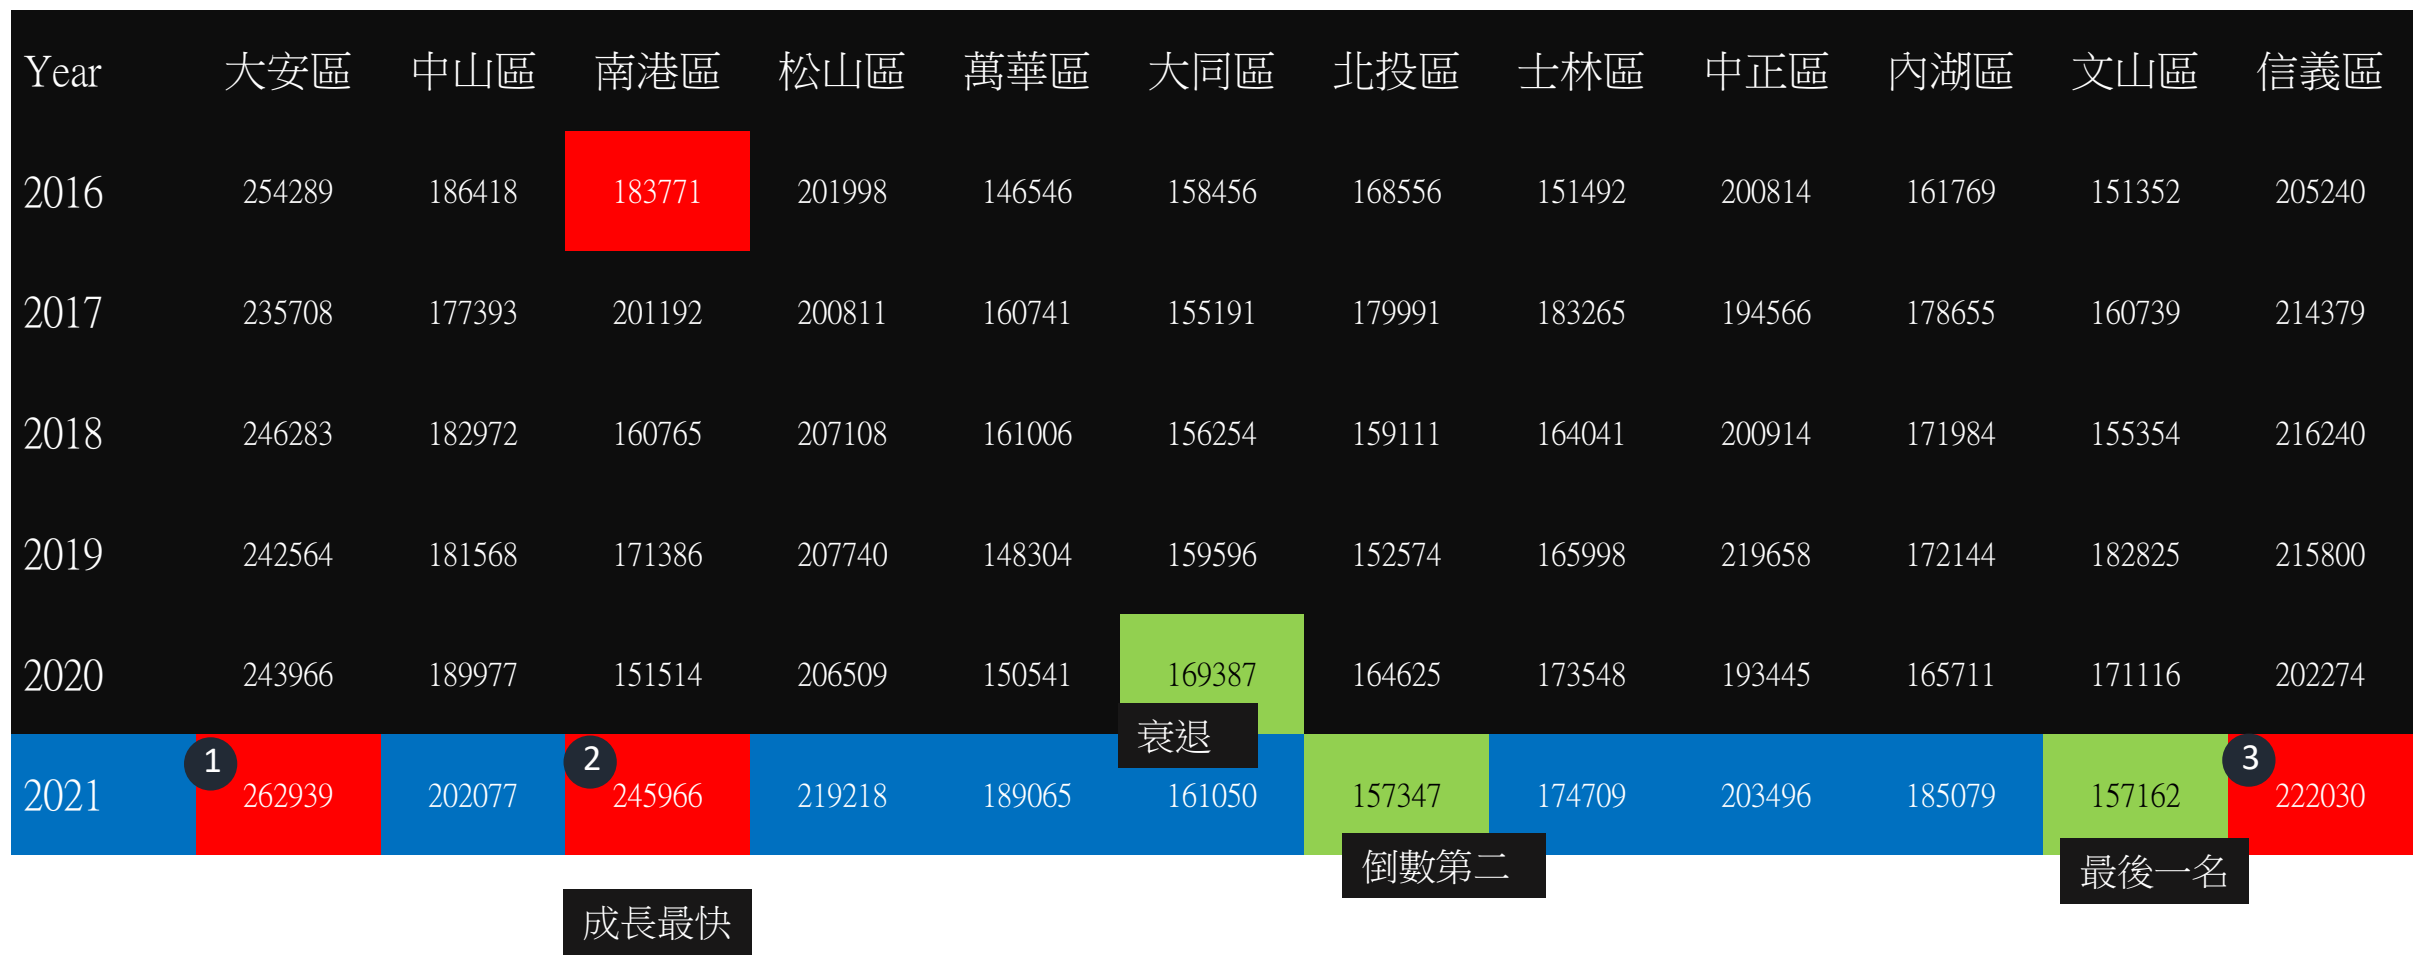 Year 大安區 中山區 南港區 松山區 萬華區 大同區 北投區 士林區 中正區 內湖區 文山區 信義區
2016 254289 186418 183771 201998 146546 158456 168556 151492 200814 161769 151352 205240
2017 235708 177393 201192 200811 160741 155191 179991 183265 194566 178655 160739 214379
2018 246283 182972 160765 207108 161006 156254 159111 164041 200914 171984 155354 216240
2019 242564 181568 171386 207740 148304 159596 152574 165998 219658 172144 182825 215800
2020 243966 189977 151514 206509 150541 169387 164625 173548 193445 165711 171116 202274
衰退
1 2 3
2021 262939 202077 245966 219218 189065 161050 157347 174709 203496 185079 157162 222030
倒數第二 最後一名
成長最快